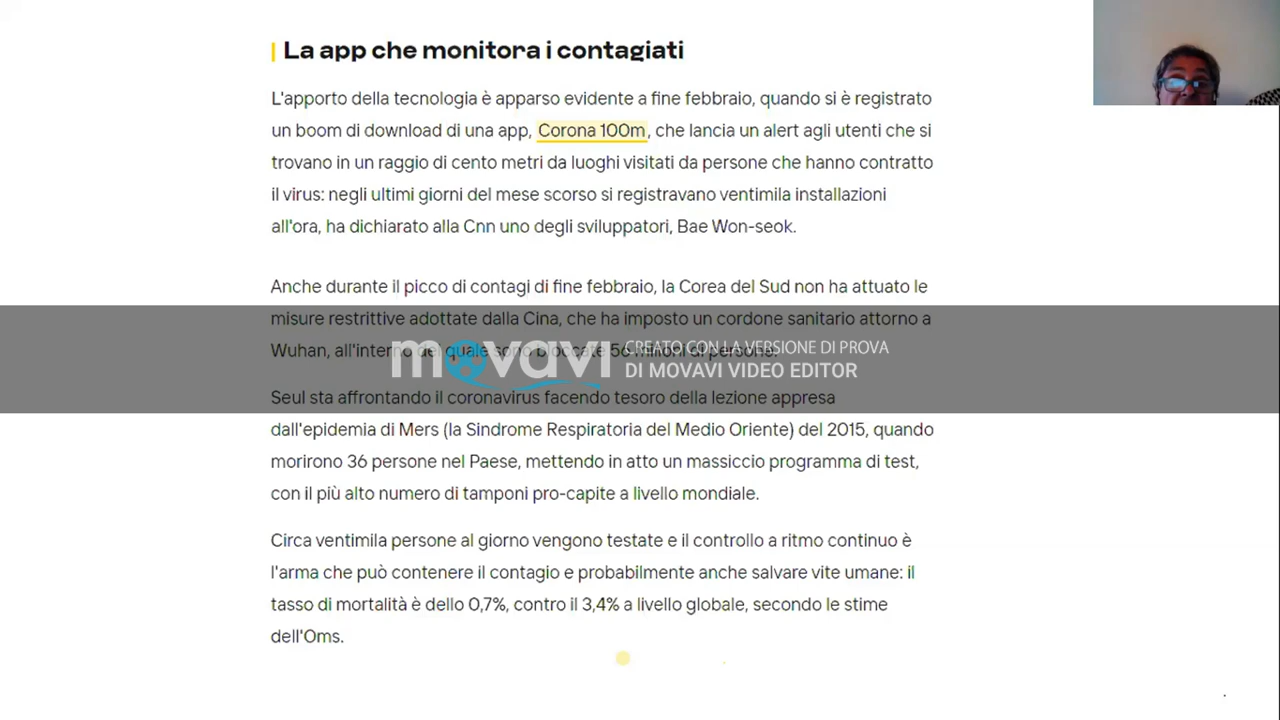 La app che monitora i contagiati
L'apporto della tecnologia è apparso evidente a fine febbraio, quando si è registrato
un boom di download di una app, Corona 100m, che lancia un alert agli utenti che si
trovano in un raggio di cento metri da luoghi visitati da persone che hanno contratto
il virus: negli ultimi giorni del mese scorso si registravano ventimila installazioni
all'ora, ha dichiarato alla Cnn uno degli sviluppatori, Bae Won-seok.
Anche durante il picco di contagi di fine febbraio, la Corea del Sud non ha attuato le
misure restrittive adottate dalla Cina, che ha imposto un cordone sanitario attorno a
Wuhan, all'interno del quale sono bloccate 56 milioni di persone.
movavi
CREATO CON LA VERSIONE DI PROVA
DI MOVAVI VIDEO EDITOR
Seul sta affrontando il coronavirus facendo tesoro della lezione appresa
dall'epidemia di Mers (la Sindrome Respiratoria del Medio Oriente) del 2015, quando
morirono 36 persone nel Paese, mettendo in atto un massiccio programma di test,
con il più alto numero di tamponi pro-capite a livello mondiale.
Circa ventimila persone al giorno vengono testate e il controllo a ritmo continuo è
l'arma che può contenere il contagio e probabilmente anche salvare vite umane: il
tasso di mortalità è dello 0,7%, contro il 3,4% a livello globale, secondo le stime
dell'Oms.